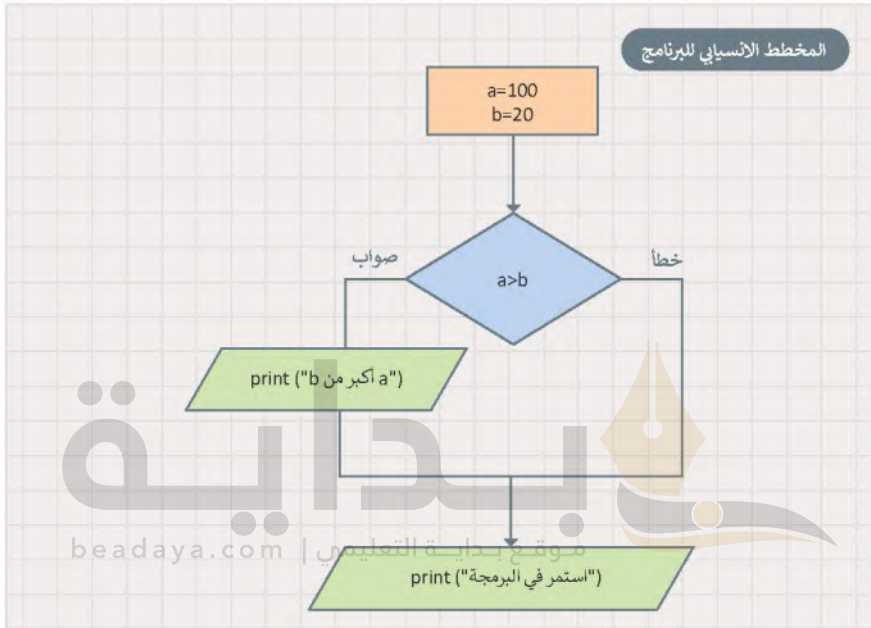 المخطط الانسيابي للبرنامج
a=100
b=20
a>b
صواب
خطأ
print ("a أكبر من b")
بداية
beadaya.com | موقع بداية التعليمي
print ("استمر في البرمجة")